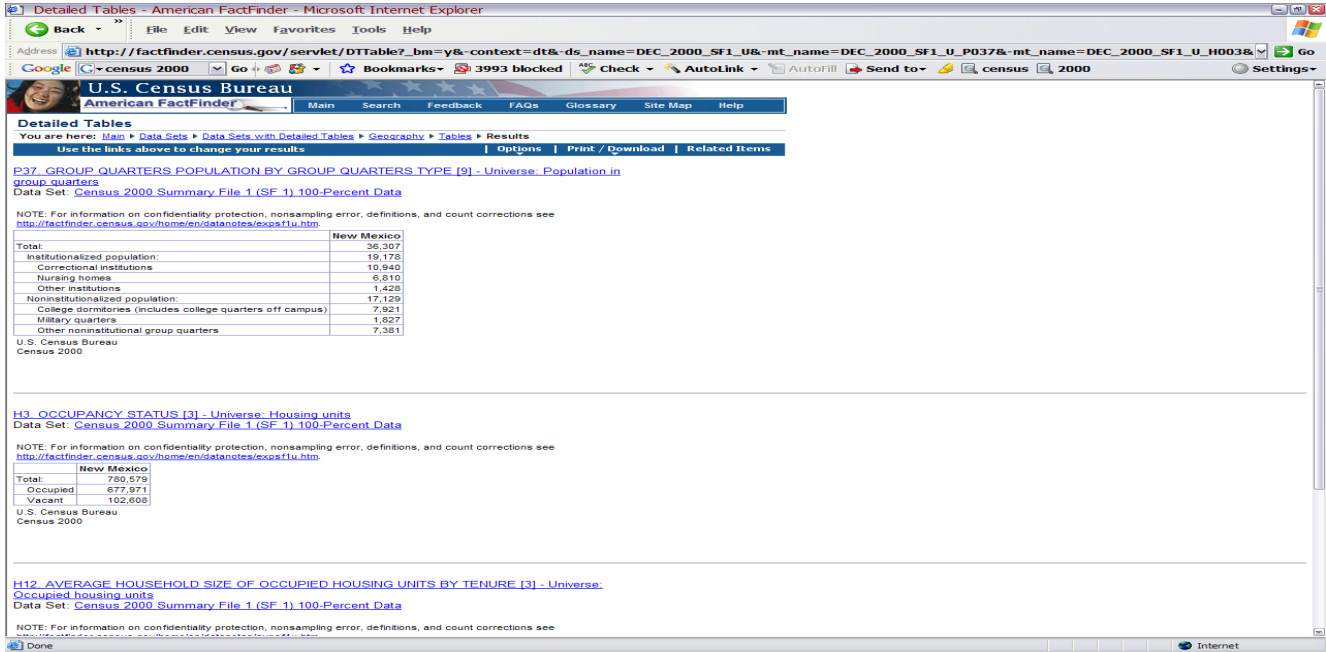 Detailed Tables - American FactFinder - Microsoft Internet Explorer
Back » File Edit View Favorites Tools Help
Address http://factfinder.census.gov/servlet/DTTable?_bm=y&-context=dt&-ds_name=DEC_2000_SF1_U&-mt_name=DEC_2000_SF1_U_P037&-mt_name=DEC_2000_SF1_U_H003& Go
Google G census 2000 Go Bookmarks 3993 blocked ABC Check AutoLink AutoFill Send to census 2000 Settings
U.S. Census Bureau
American FactFinder Main Search Feedback FAQs Glossary Site Map Help
Detailed Tables
You are here: Main Data Sets Data Sets with Detailed Tables Geography Tables Results
Use the links above to change your results | Options | Print / Download | Related Items
P37. GROUP QUARTERS POPULATION BY GROUP QUARTERS TYPE [9] - Universe: Population in
group quarters
Data Set: Census 2000 Summary File 1 (SF 1) 100-Percent Data
NOTE: For information on confidentiality protection, nonsampling error, definitions, and count corrections see
http://factfinder.census.gov/home/en/datanotes/expsf1u.htm.
New Mexico
Total: 36,307
Institutionalized population: 19,178
Correctional institutions 10,940
Nursing homes 6,810
Other institutions 1,428
Noninstitutionalized population: 17,129
College dormitories (includes college quarters off campus) 7,921
Military quarters 1,827
Other noninstitutional group quarters 7,381
U.S. Census Bureau
Census 2000
H3. OCCUPANCY STATUS [3] - Universe: Housing units
Data Set: Census 2000 Summary File 1 (SF 1) 100-Percent Data
NOTE: For information on confidentiality protection, nonsampling error, definitions, and count corrections see
http://factfinder.census.gov/home/en/datanotes/expsf1u.htm.
New Mexico
Total: 780,579
Occupied 677,971
Vacant 102,608
U.S. Census Bureau
Census 2000
H12. AVERAGE HOUSEHOLD SIZE OF OCCUPIED HOUSING UNITS BY TENURE [3] - Universe:
Occupied housing units
Data Set: Census 2000 Summary File 1 (SF 1) 100-Percent Data
NOTE: For information on confidentiality protection, nonsampling error, definitions, and count corrections see
Done Internet